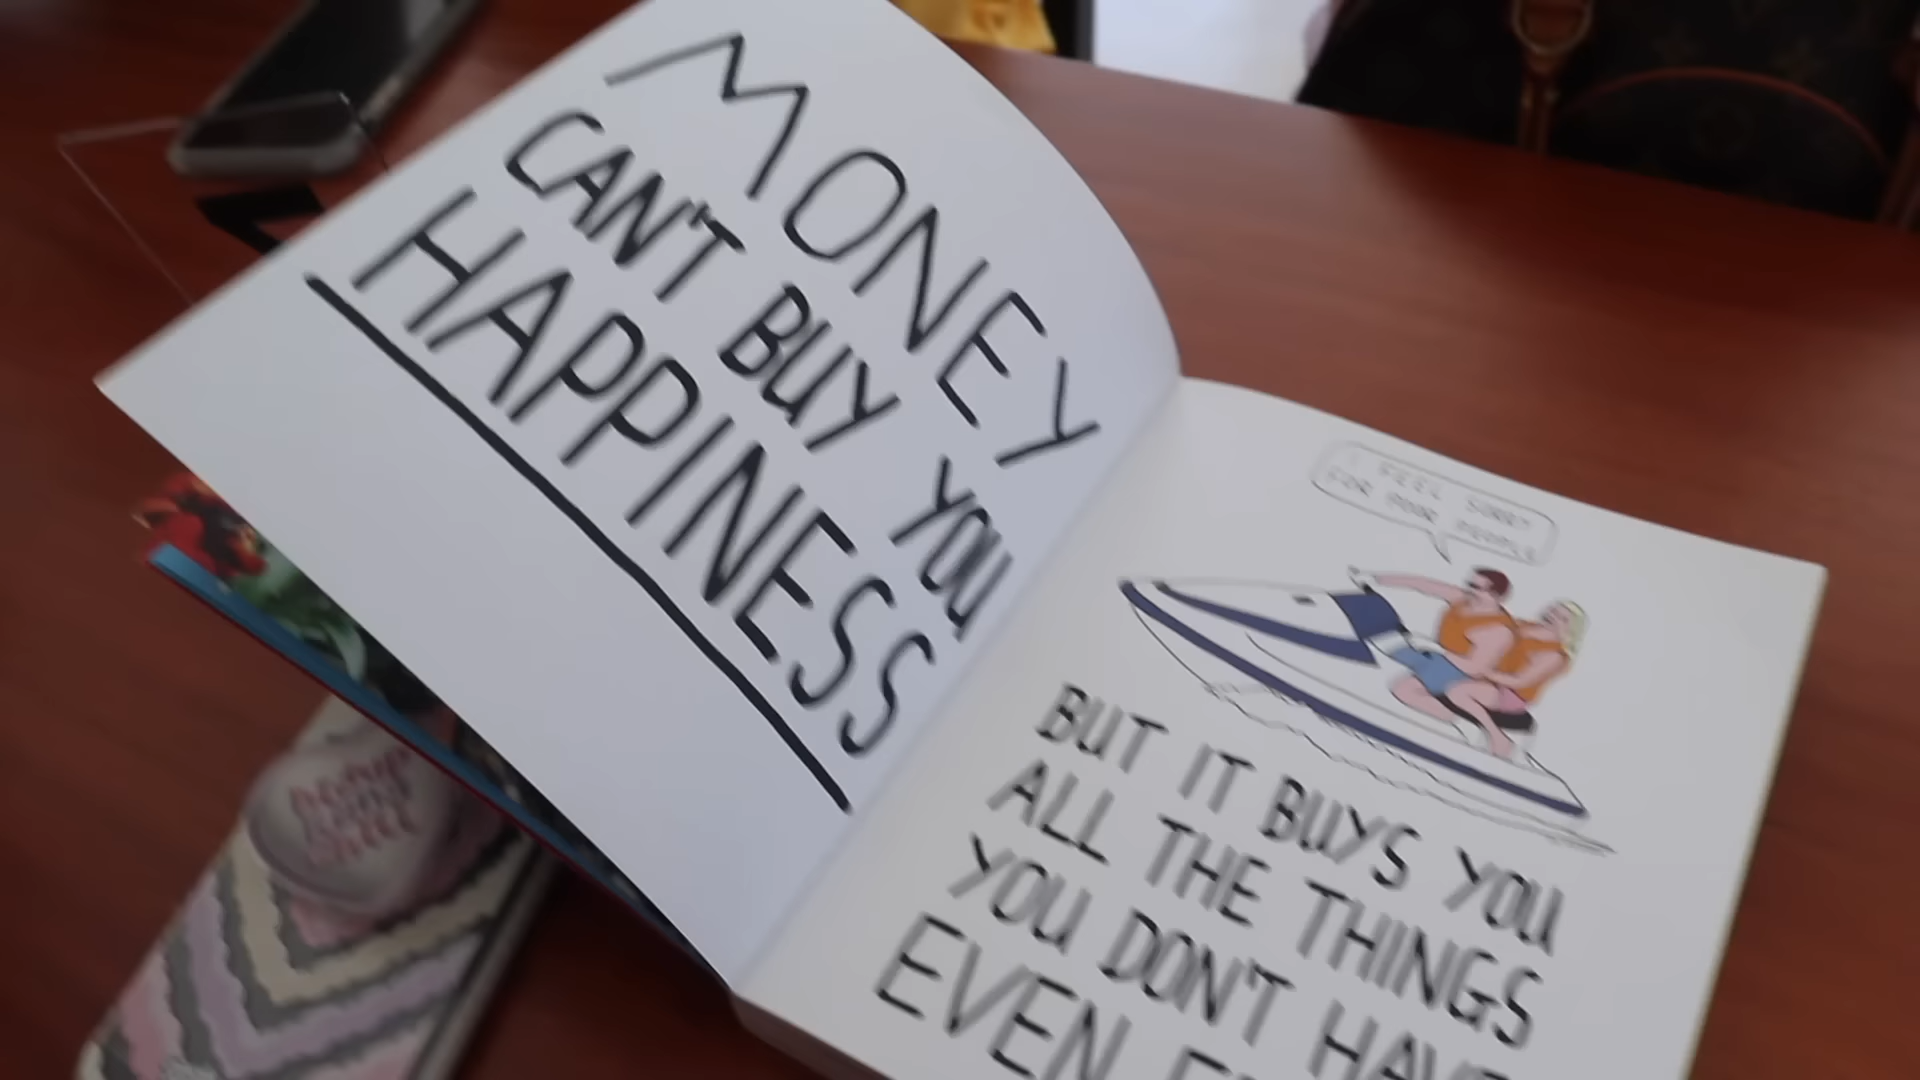 MONEY
CAN'T BUY YOU
HAPPINESS
I FEEL SORRY
FOR POOR PEOPLE
BUT IT BUYS YOU
ALL THE THINGS
YOU DON'T HAVE
EVEN